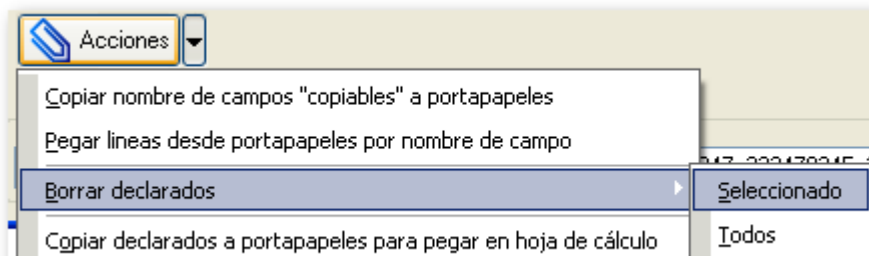 Acciones
Copiar nombre de campos "copiables" a portapapeles
Pegar lineas desde portapapeles por nombre de campo
Borrar declarados
Seleccionado
Copiar declarados a portapapeles para pegar en hoja de cálculo
Todos